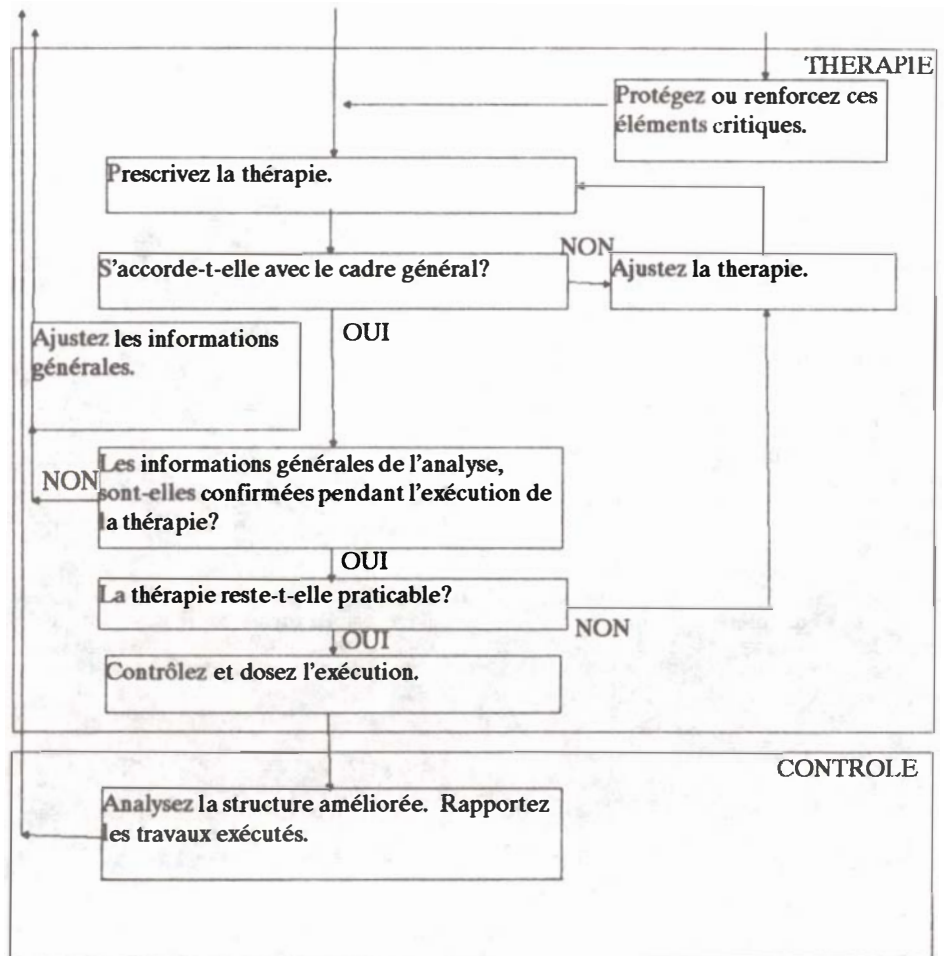 THERAPIE
Protégez ou renforcez ces
éléments critiques.
Prescrivez la thérapie.
S'accorde-t-elle avec le cadre général?
NON
Ajustez la therapie.
OUI
Ajustez les informations
générales.
NON
Les informations générales de l'analyse,
sont-elles confirmées pendant l'exécution de
la thérapie?
OUI
La thérapie reste-t-elle praticable?
NON
OUI
Contrôlez et dosez l'exécution.
CONTROLE
Analysez la structure améliorée. Rapportez
les travaux exécutés.